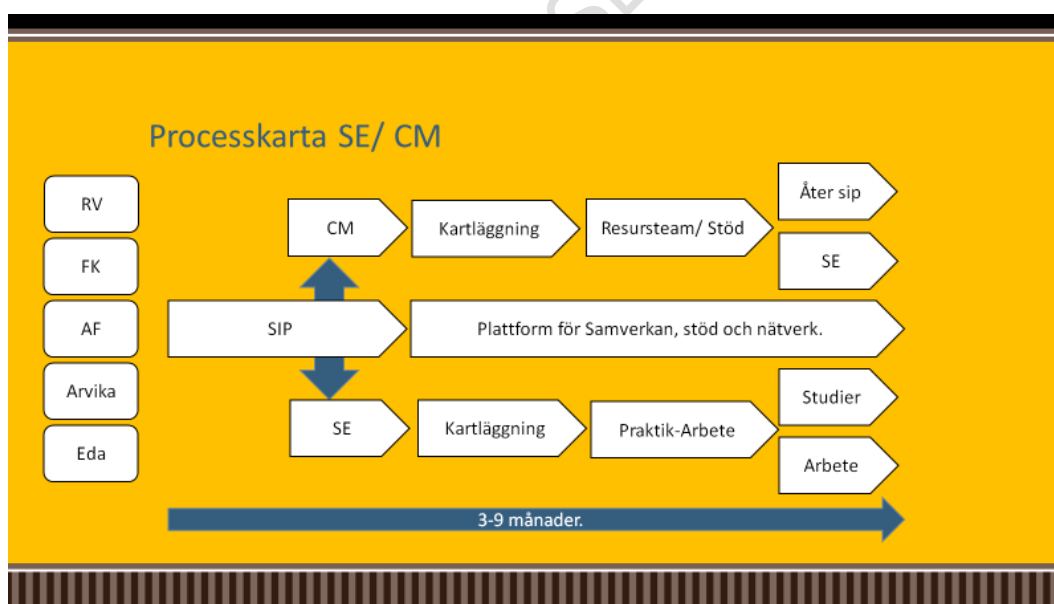 Processkarta SE/ CM
RV
FK
AF
Arvika
Eda
CM
Kartläggning
Resursteam/ Stöd
Åter sip
SE
SIP
Plattform för Samverkan, stöd och nätverk.
SE
Kartläggning
Praktik-Arbete
Studier
Arbete
3-9 månader.